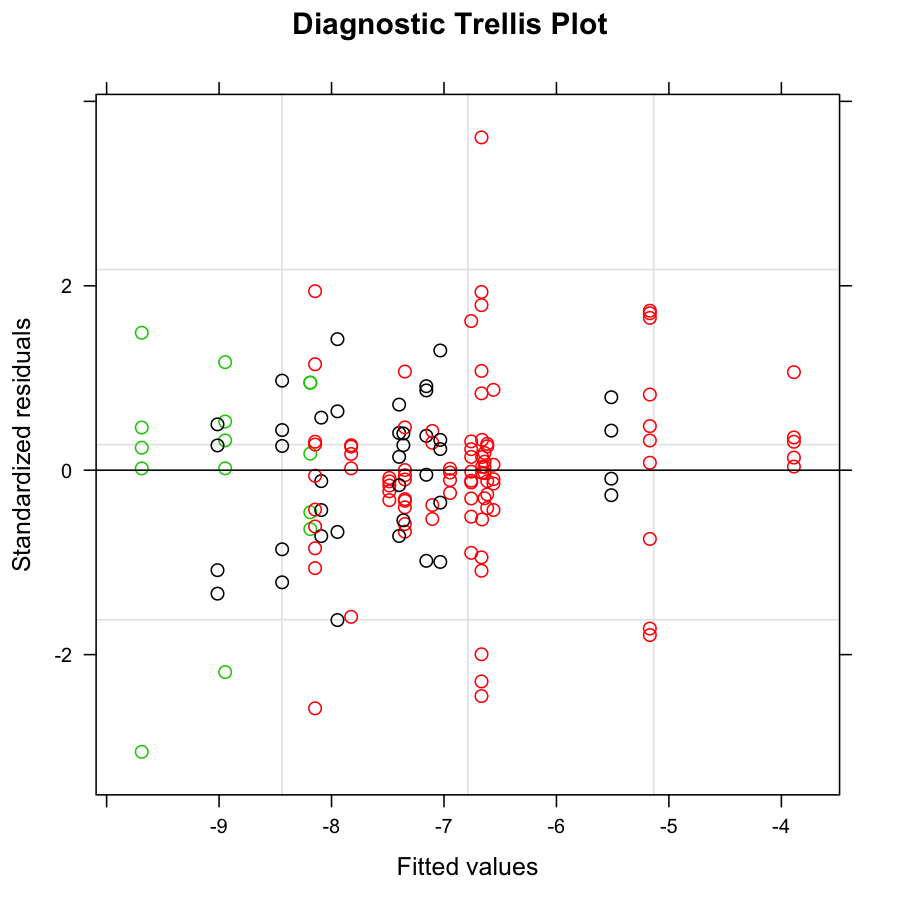 Diagnostic Trellis Plot
Standardized residuals
2
0
-2
-9 -8 -7 -6 -5 -4
Fitted values